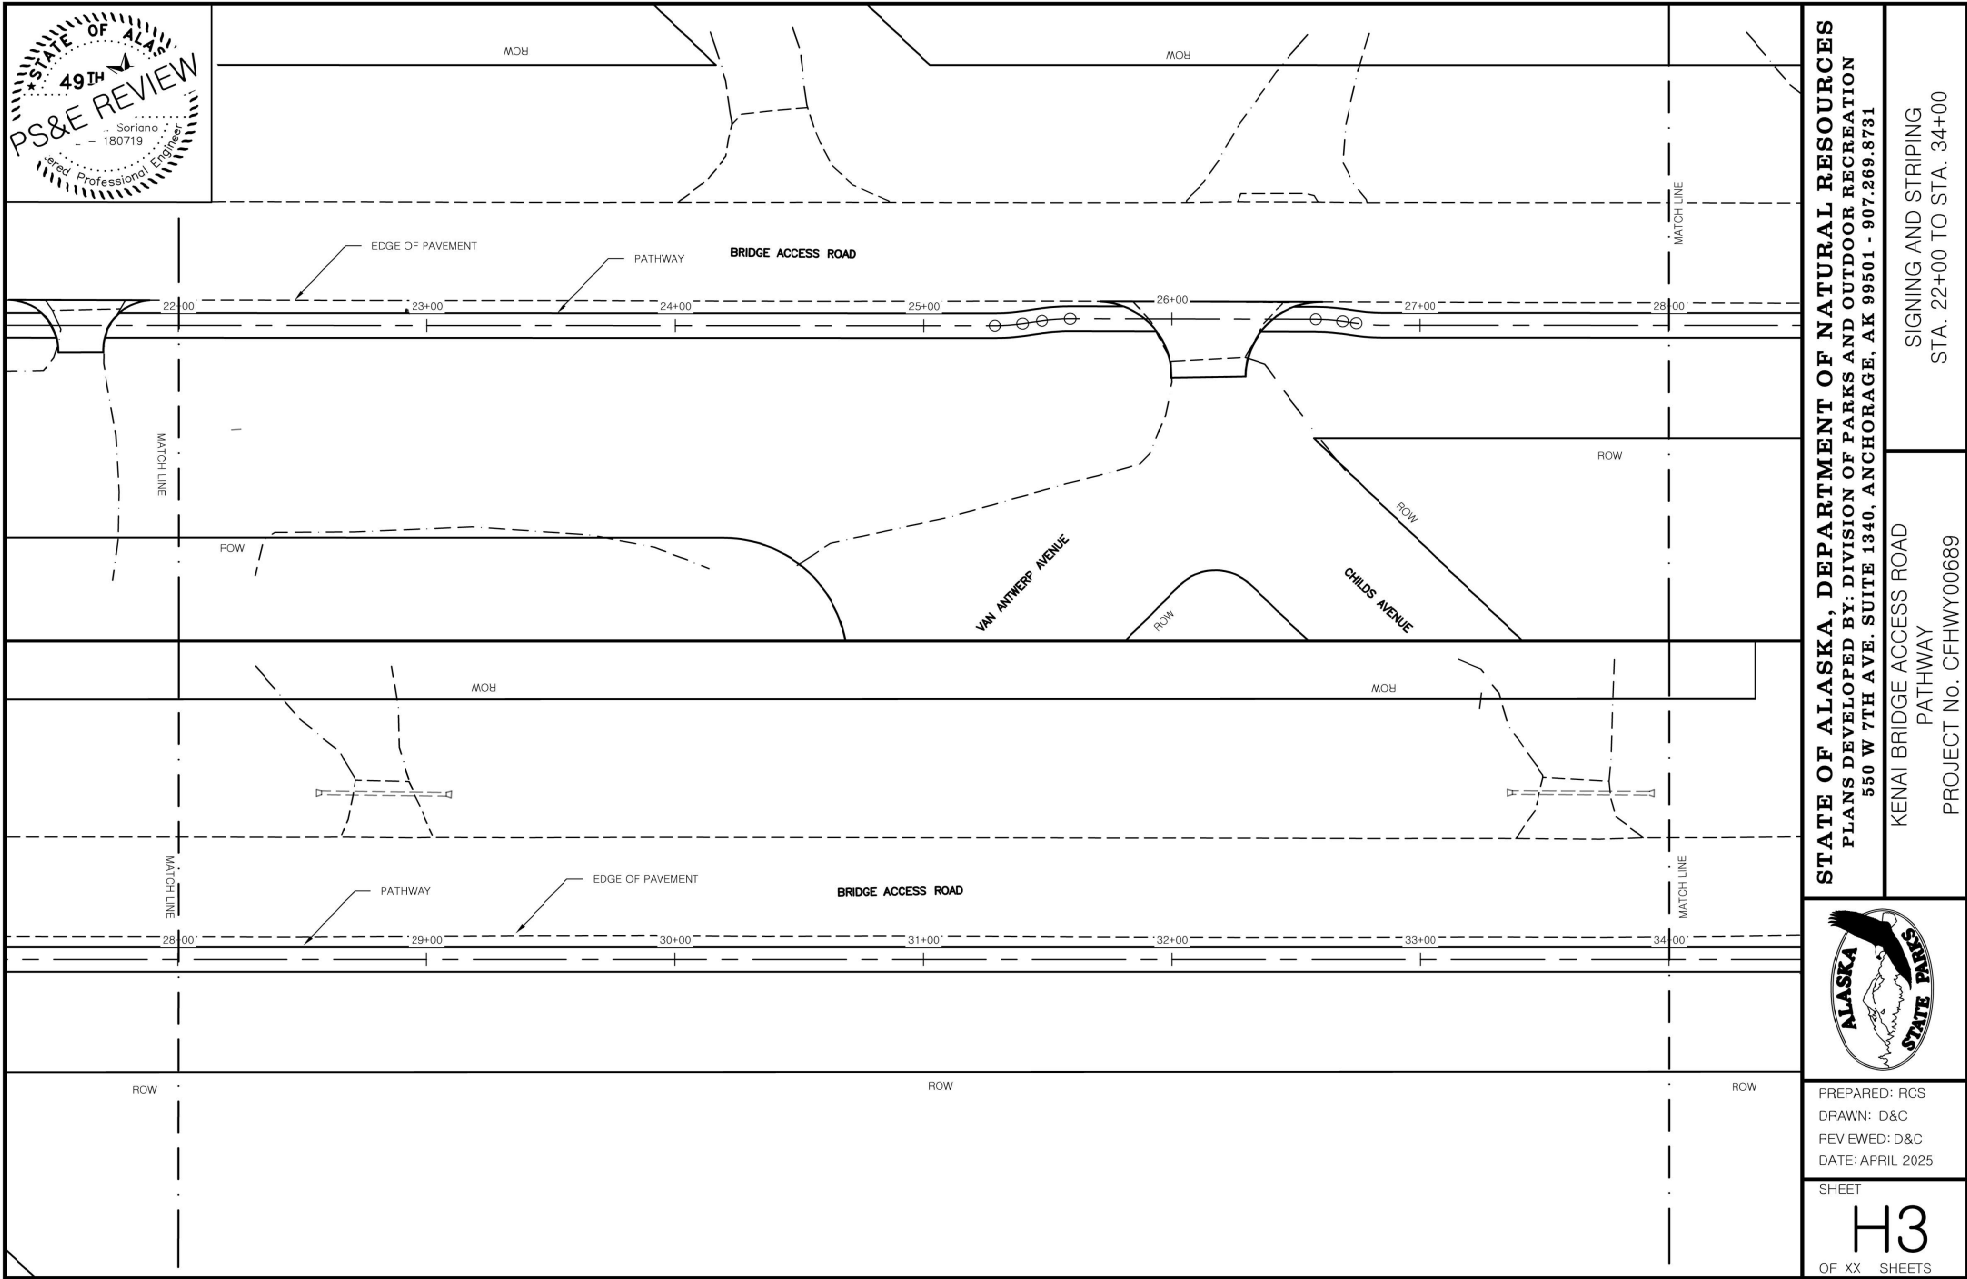 STATE OF ALAS
49TH
PS&E REVIEW
Soriano
180719
ered Professional Engineer
ROW
ROW
MATCH LINE
EDGE OF PAVEMENT
PATHWAY
BRIDGE ACCESS ROAD
22+00
23+00
24+00
25+00
26+00
27+00
28+00
MATCH LINE
ROW
ROW
ROW
VAN ANTWERP AVENUE
CHILDS AVENUE
ROW
ROW
ROW
MATCH LINE
MATCH LINE
PATHWAY
EDGE OF PAVEMENT
BRIDGE ACCESS ROAD
28+00
29+00
30+00
31+00
32+00
33+00
34+00
ROW
ROW
ROW
STATE OF ALASKA, DEPARTMENT OF NATURAL RESOURCES
PLANS DEVELOPED BY: DIVISION OF PARKS AND OUTDOOR RECREATION
550 W 7TH AVE. SUITE 1340, ANCHORAGE, AK 99501 - 907.269.8731
SIGNING AND STRIPING
STA. 22+00 TO STA. 34+00
KENAI BRIDGE ACCESS ROAD
PATHWAY
PROJECT No. CFHWY00689
ALASKA
STATE PARKS
PREPARED: RCS
DRAWN: D&C
REVIEWED: D&C
DATE: APRIL 2025
SHEET
H3
OF XX SHEETS